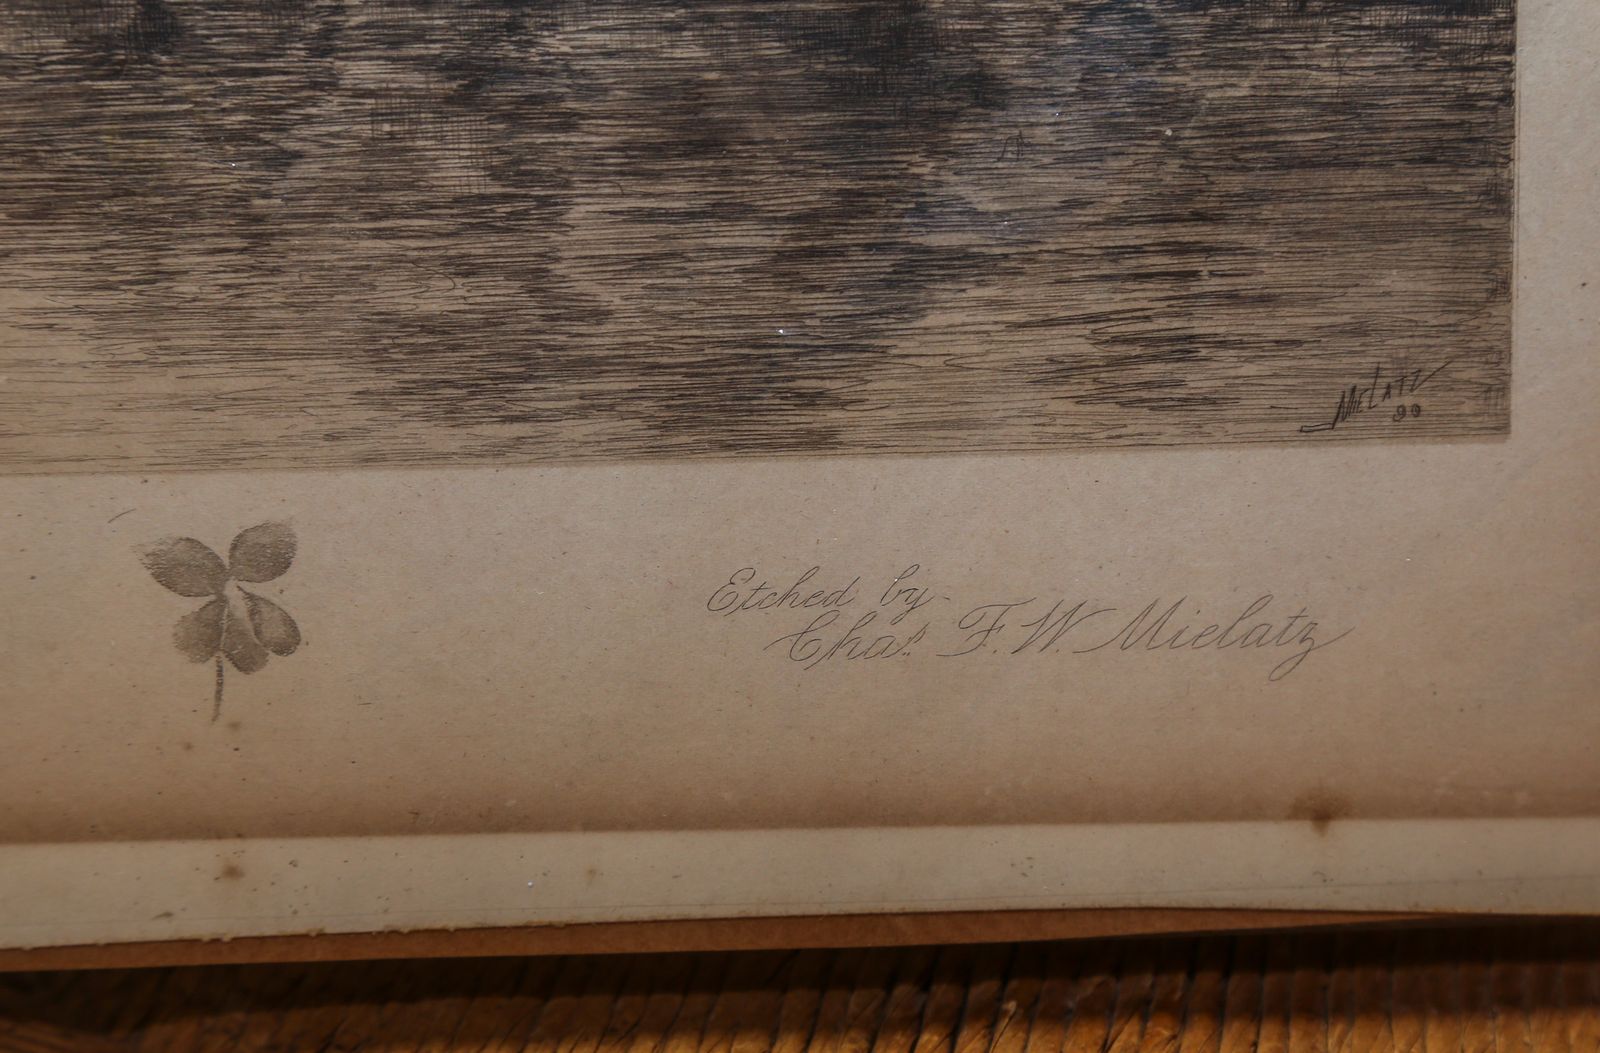 MIELATZ
90
Etched by
Chas. F. W. Mielatz